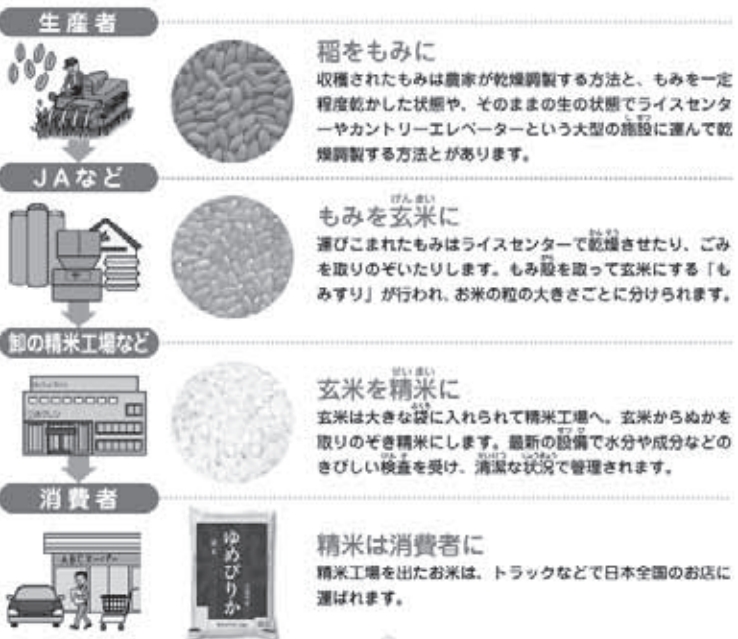 生産者
稲をもみに
収穫されたもみは農家が乾燥調製する方法と、もみを一定
程度乾かした状態や、そのままの生の状態でライスセンタ
ーやカントリーエレベーターという大型の施設に運んで乾
燥調製する方法とがあります。
JAなど
もみを玄米に
運びこまれたもみはライスセンターで乾燥させたり、ごみ
を取りのぞいたりします。もみ殻を取って玄米にする「も
みすり」が行われ、お米の粒の大きさごとに分けられます。
卸の精米工場など
玄米を精米に
玄米は大きな袋に入れられて精米工場へ。玄米からぬかを
取りのぞき精米にします。最新の設備で水分や成分などの
きびしい検査を受け、清潔な状況で管理されます。
消費者
ABCスーパー
ゆめぴりか
精米は消費者に
精米工場を出たお米は、トラックなどで日本全国のお店に
運ばれます。